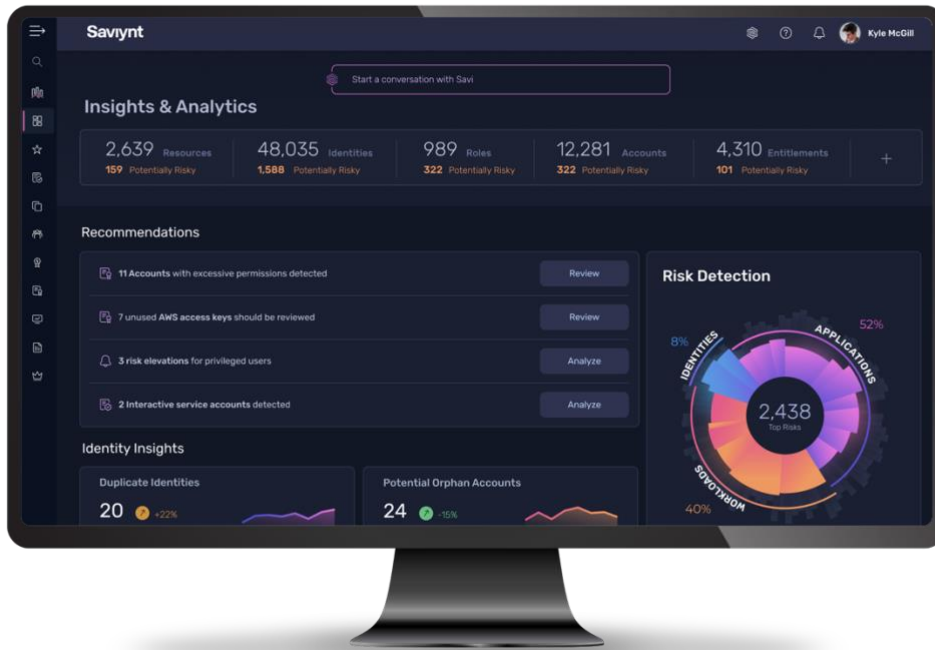 Saviynt
Kyle McGill
Start a conversation with Savi
Insights & Analytics
2,639 Resources
159 Potentially Risky
48,035 Identities
1,588 Potentially Risky
989 Roles
322 Potentially Risky
12,281 Accounts
322 Potentially Risky
4,310 Entitlements
101 Potentially Risky
+
Recommendations
11 Accounts with excessive permissions detected
Review
7 unused AWS access keys should be reviewed
Review
3 risk elevations for privileged users
Analyze
2 Interactive service accounts detected
Analyze
Risk Detection
8%
IDENTITIES
52%
APPLICATIONS
2,438
Top Risks
WORKLOADS
40%
Identity Insights
Duplicate Identities
20 +22%
Potential Orphan Accounts
24 -15%